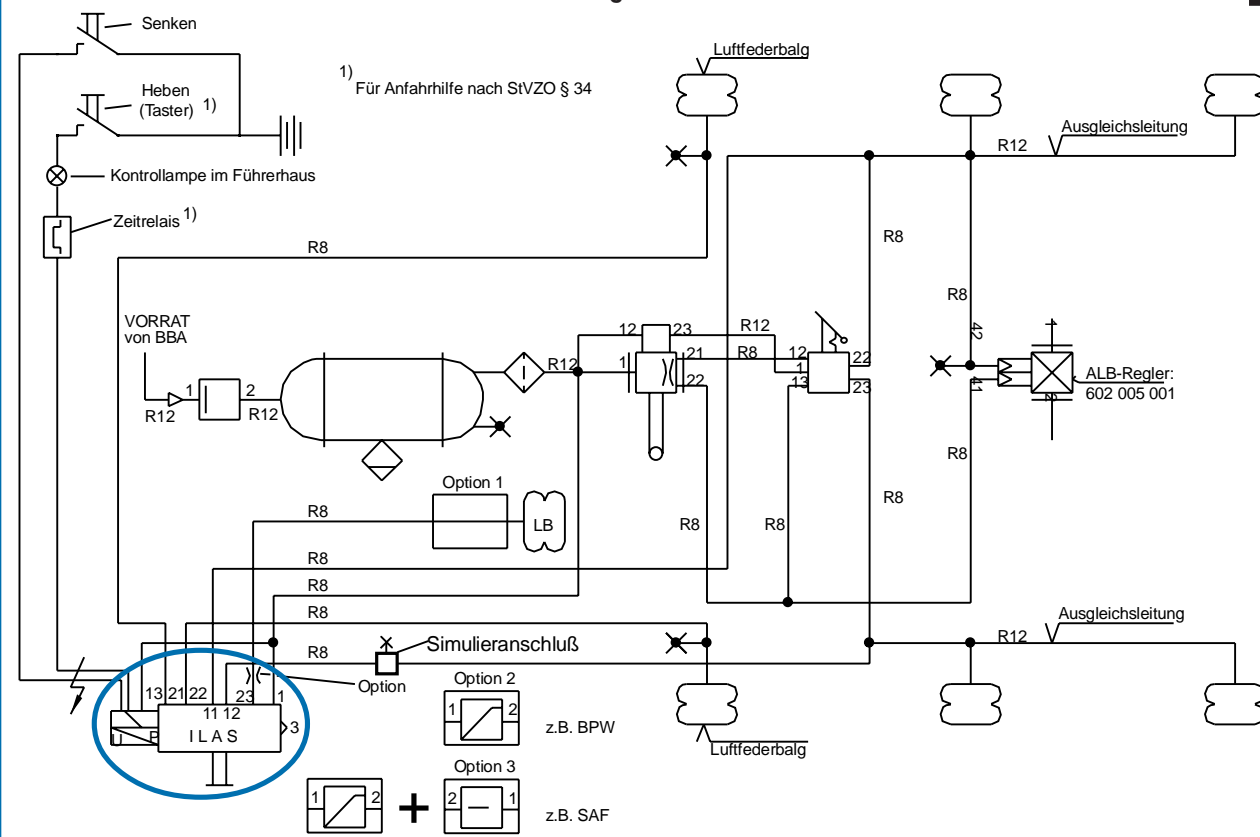 Senken
Heben
(Taster) 1)
1)
Für Anfahrhilfe nach StVZO § 34
Luftfederbalg
Ausgleichsleitung
R12
Kontrollampe im Führerhaus
Zeitrelais 1)
R8
R8
R8
VORRAT
von BBA
12 23 R12
42 1
1 21 R8 12 22
R12 1
22 13 23
41 2
ALB-Regler:
602 005 001
1 2
R12 R12
R8
Option 1
R8 LB
R8 R8 R8
R8
R8
R8
Ausgleichsleitung
R12
R8
Simulieranschluß
Option
13 21 22 23 1
11 12
3
U P ILAS
Option 2
1 2
z.B. BPW
Luftfederbalg
Option 3
1 2 + 2 1
z.B. SAF